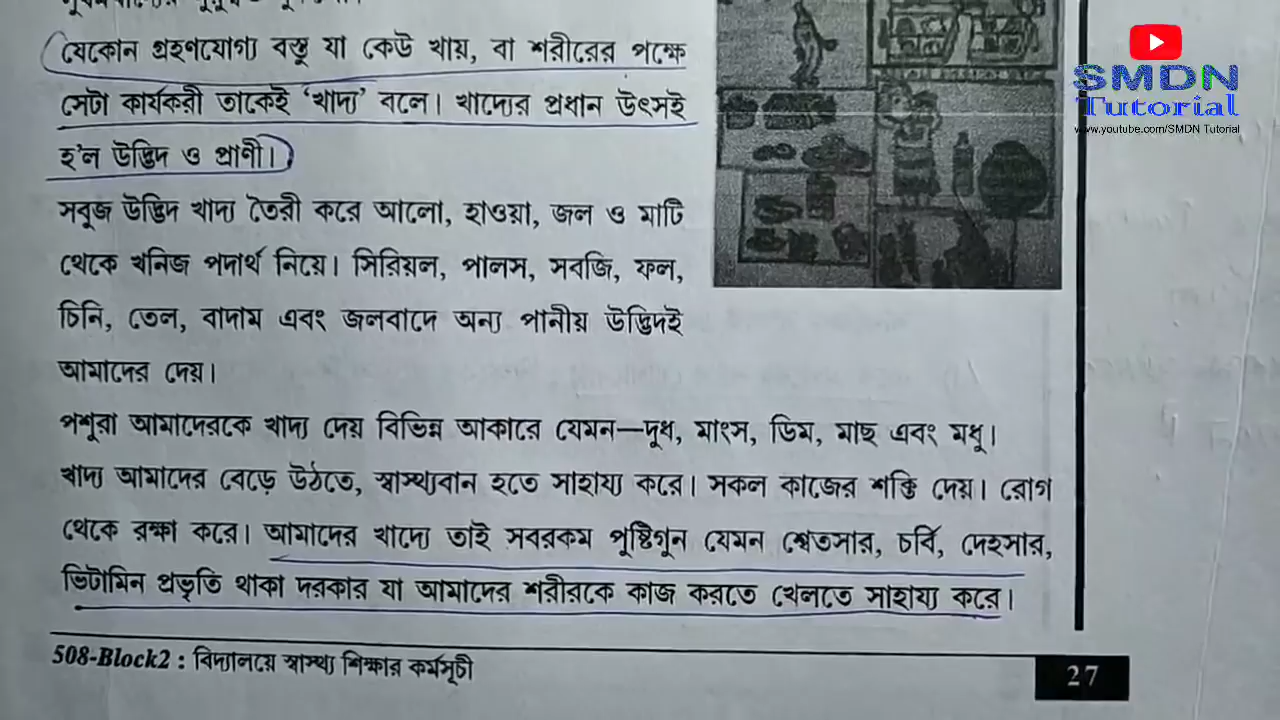 যেকোন গ্রহণযোগ্য বস্তু যা কেউ খায়, বা শরীরের পক্ষে
সেটা কার্যকরী তাকেই ‘খাদ্য’ বলে। খাদ্যের প্রধান উৎসই
হ’ল উদ্ভিদ ও প্রাণী।
সবুজ উদ্ভিদ খাদ্য তৈরী করে আলো, হাওয়া, জল ও মাটি
থেকে খনিজ পদার্থ নিয়ে। সিরিয়ল, পালস, সবজি, ফল,
চিনি, তেল, বাদাম এবং জলবাদে অন্য পানীয় উদ্ভিদই
আমাদের দেয়।
পশুরা আমাদেরকে খাদ্য দেয় বিভিন্ন আকারে যেমন—দুধ, মাংস, ডিম, মাছ এবং মধু।
খাদ্য আমাদের বেড়ে উঠতে, স্বাস্থ্যবান হতে সাহায্য করে। সকল কাজের শক্তি দেয়। রোগ
থেকে রক্ষা করে। আমাদের খাদ্যে তাই সবরকম পুষ্টিগুন যেমন শ্বেতসার, চর্বি, দেহসার,
ভিটামিন প্রভৃতি থাকা দরকার যা আমাদের শরীরকে কাজ করতে খেলতে সাহায্য করে।
508-Block2 : বিদ্যালয়ে স্বাস্থ্য শিক্ষার কর্মসূচী
27
SMDN
Tutorial
www.youtube.com/SMDN Tutorial